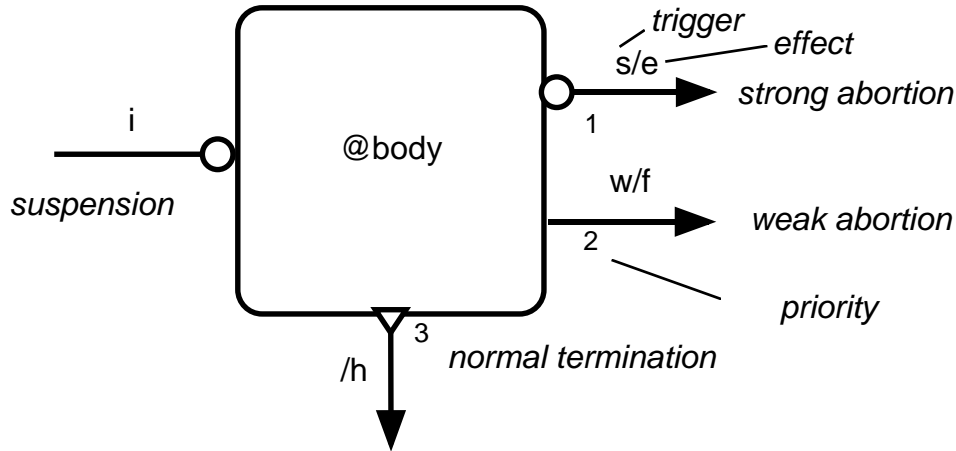 trigger
effect
s/e
strong abortion
1
i
@body
suspension
w/f
weak abortion
2
priority
3
normal termination
/h